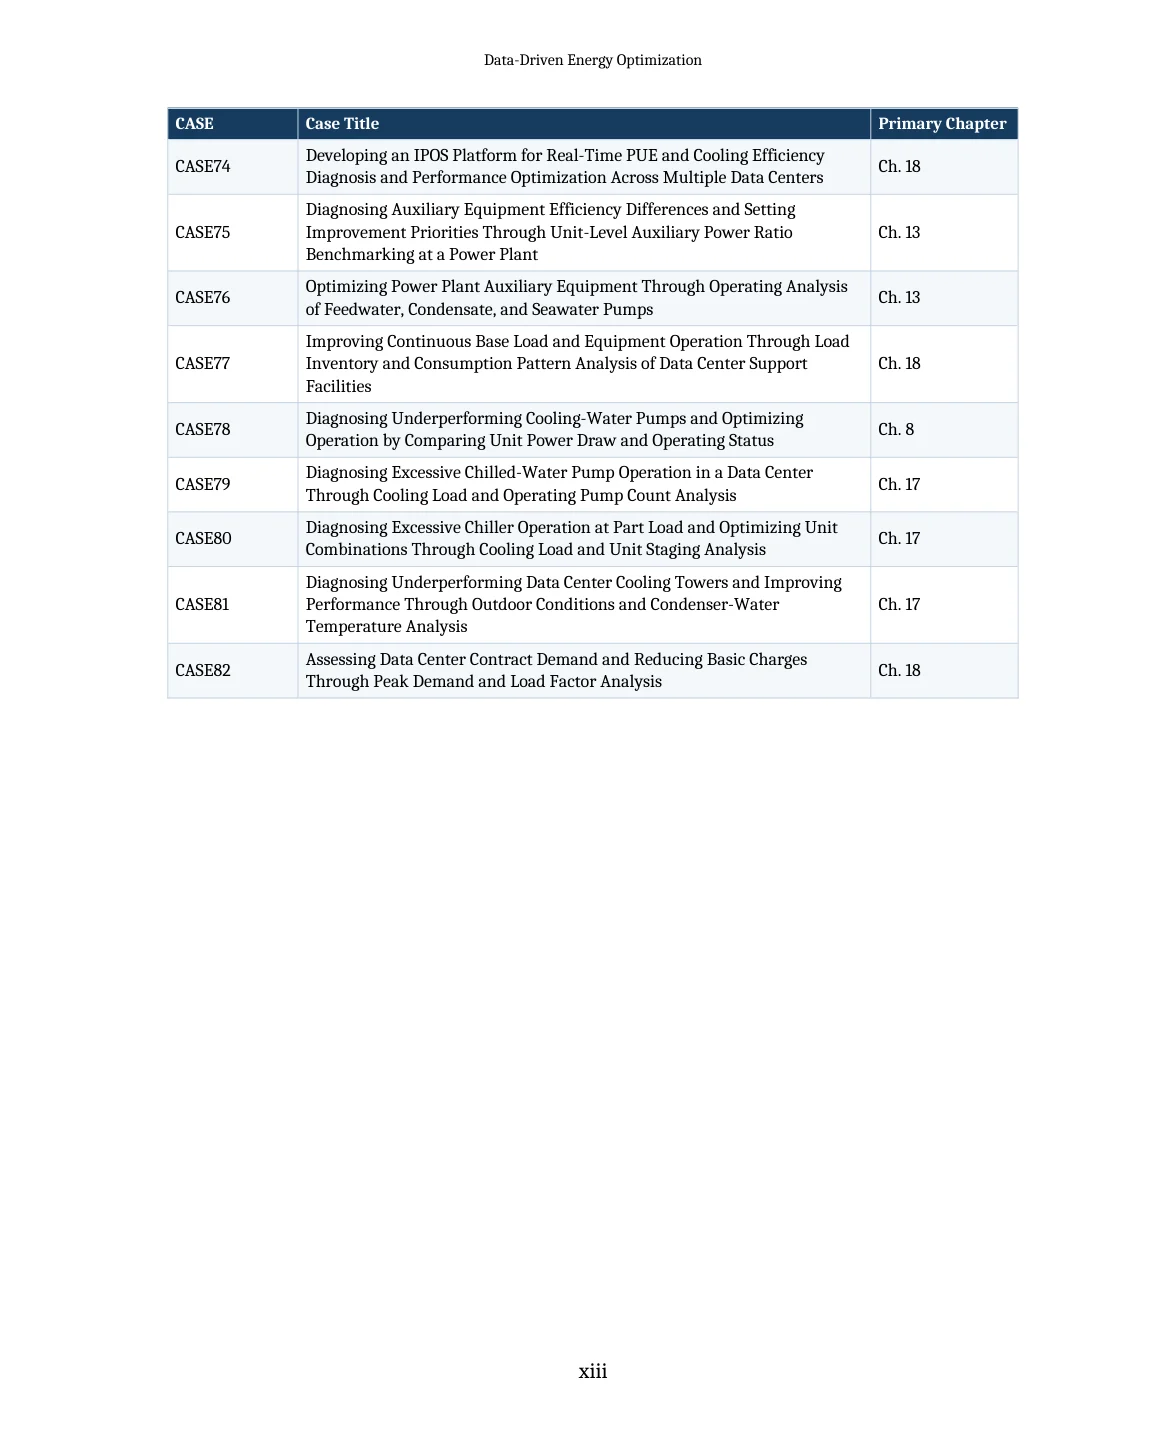 Data-Driven Energy Optimization
CASE Case Title Primary Chapter
CASE74
Developing an IPOS Platform for Real-Time PUE and Cooling Efficiency
Diagnosis and Performance Optimization Across Multiple Data Centers
Ch. 18
CASE75
Diagnosing Auxiliary Equipment Efficiency Differences and Setting
Improvement Priorities Through Unit-Level Auxiliary Power Ratio
Benchmarking at a Power Plant
Ch. 13
CASE76
Optimizing Power Plant Auxiliary Equipment Through Operating Analysis
of Feedwater, Condensate, and Seawater Pumps
Ch. 13
CASE77
Improving Continuous Base Load and Equipment Operation Through Load
Inventory and Consumption Pattern Analysis of Data Center Support
Facilities
Ch. 18
CASE78
Diagnosing Underperforming Cooling-Water Pumps and Optimizing
Operation by Comparing Unit Power Draw and Operating Status
Ch. 8
CASE79
Diagnosing Excessive Chilled-Water Pump Operation in a Data Center
Through Cooling Load and Operating Pump Count Analysis
Ch. 17
CASE80
Diagnosing Excessive Chiller Operation at Part Load and Optimizing Unit
Combinations Through Cooling Load and Unit Staging Analysis
Ch. 17
CASE81
Diagnosing Underperforming Data Center Cooling Towers and Improving
Performance Through Outdoor Conditions and Condenser-Water
Temperature Analysis
Ch. 17
CASE82
Assessing Data Center Contract Demand and Reducing Basic Charges
Through Peak Demand and Load Factor Analysis
Ch. 18
xiii